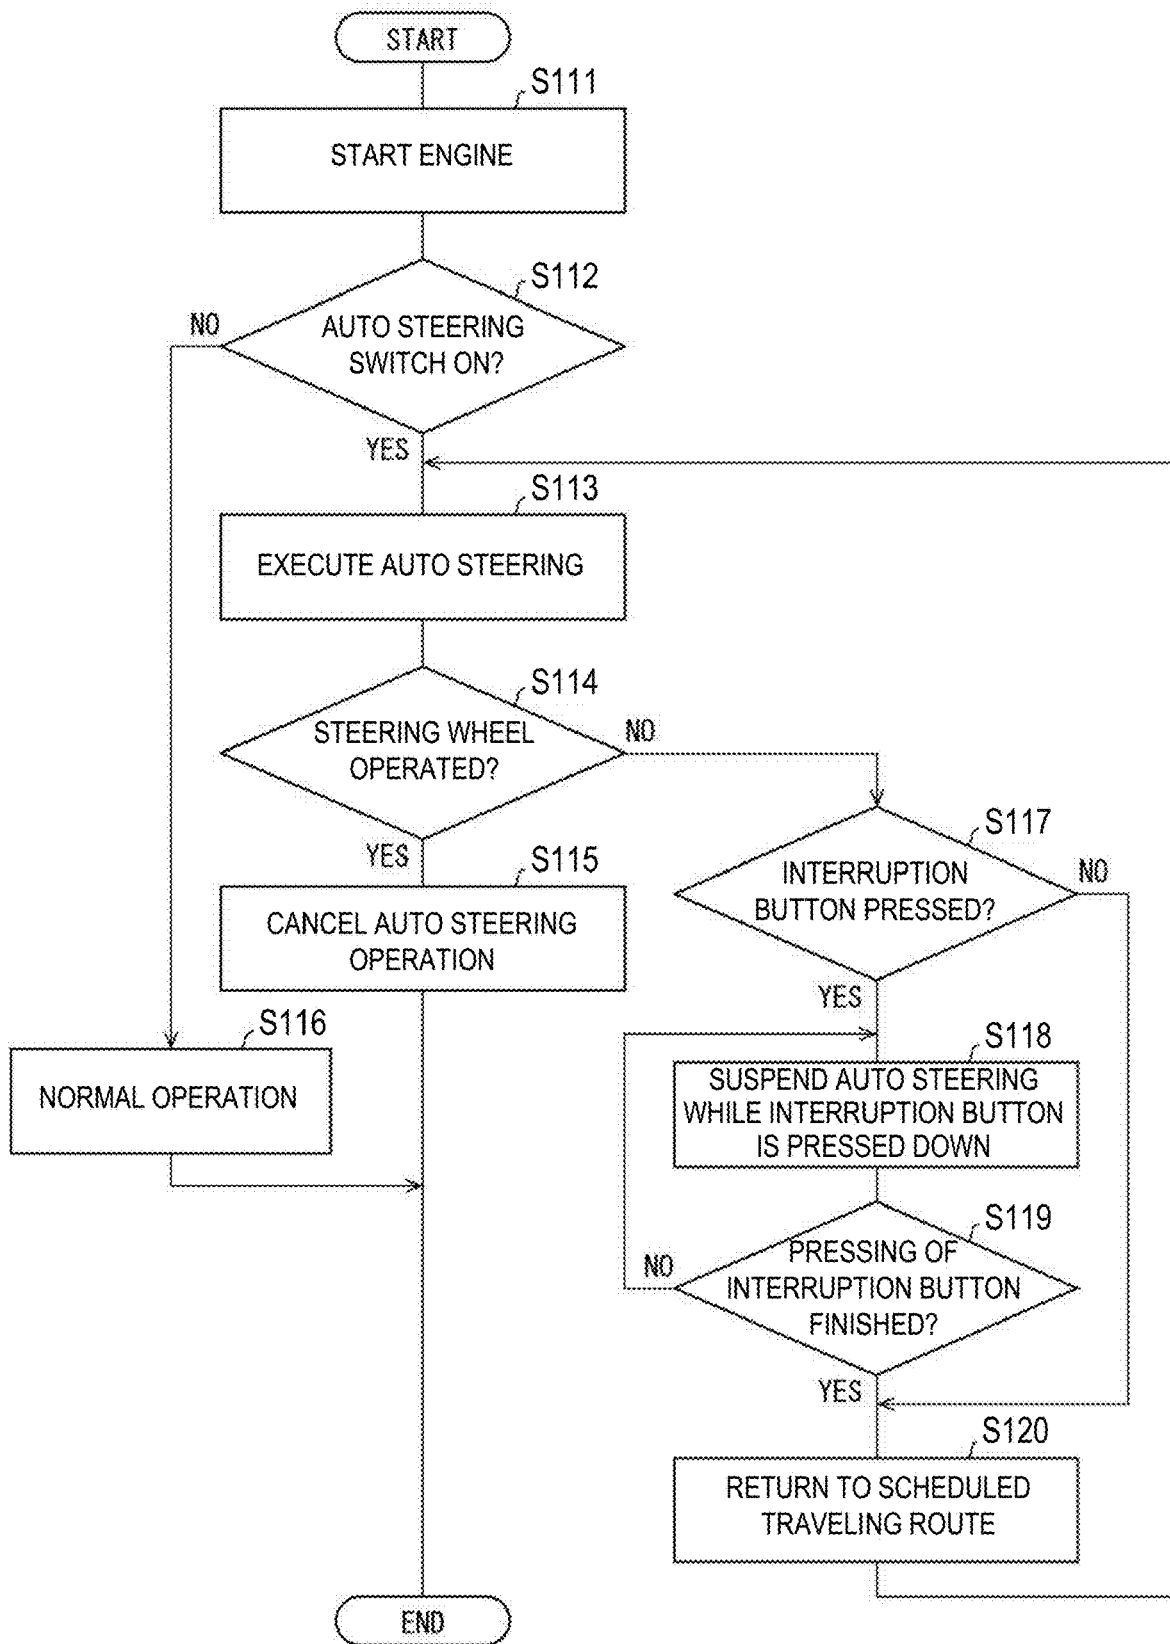 START
S111
START ENGINE
S112
AUTO STEERING
SWITCH ON?
NO
YES
S113
EXECUTE AUTO STEERING
S114
STEERING WHEEL
OPERATED?
NO
YES
S115
CANCEL AUTO STEERING
OPERATION
S116
NORMAL OPERATION
S117
INTERRUPTION
BUTTON PRESSED?
NO
YES
S118
SUSPEND AUTO STEERING
WHILE INTERRUPTION BUTTON
IS PRESSED DOWN
S119
PRESSING OF
INTERRUPTION BUTTON
FINISHED?
NO
YES
S120
RETURN TO SCHEDULED
TRAVELING ROUTE
END